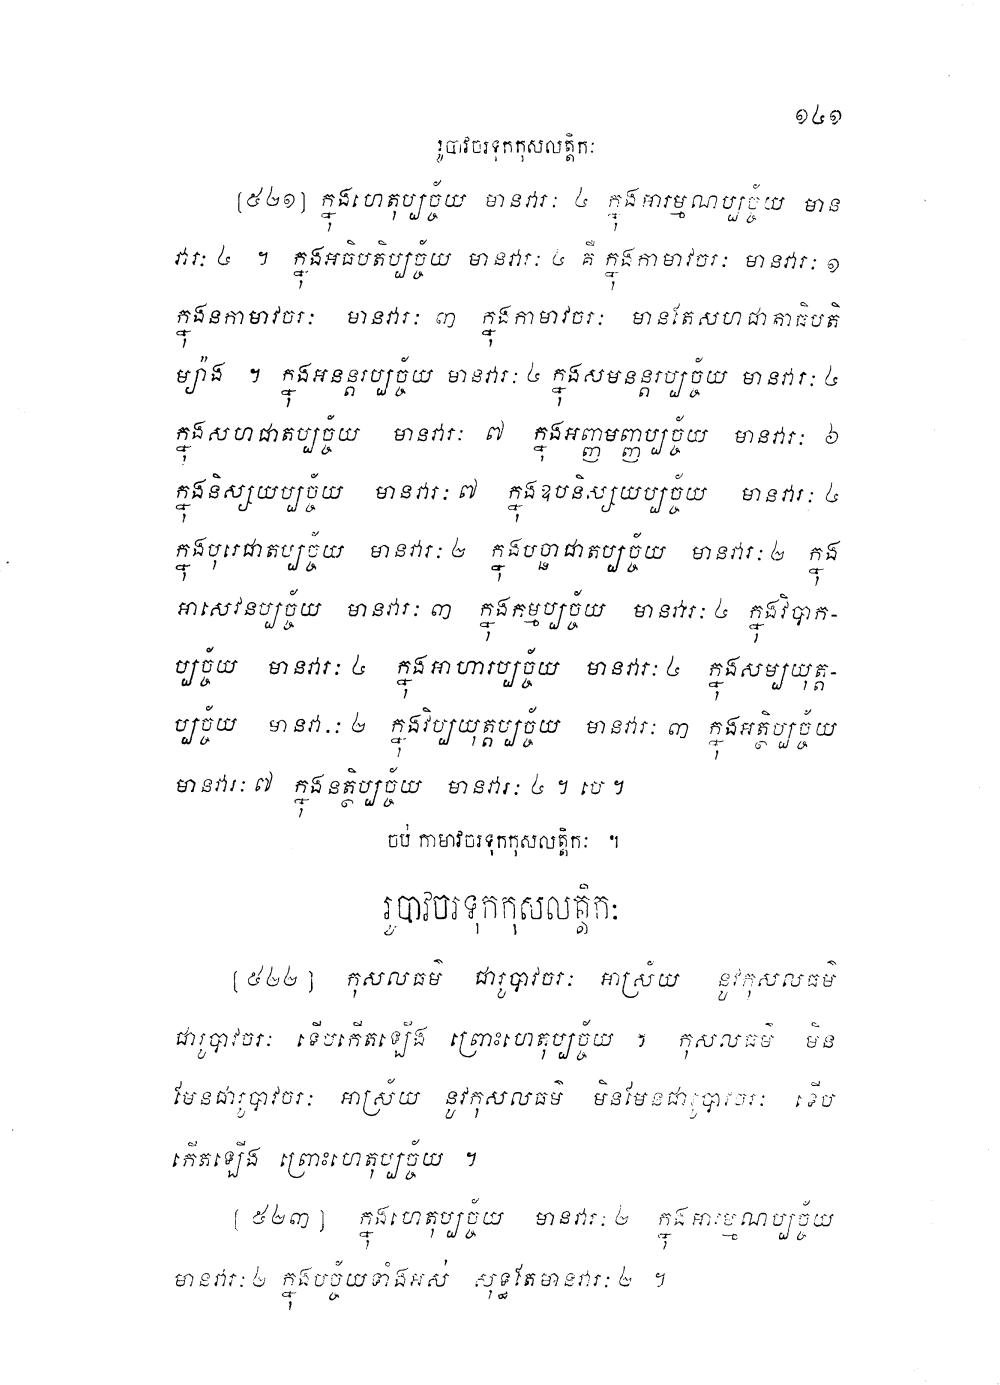 ១៤១
រូបាវចរទុកកុសលត្តិកៈ
[៥២១] ក្នុងហេតុប្បច្ច័យ មានវារៈ ៤ ក្នុងអារម្មណប្បច្ច័យ មាន
វារៈ ៤ ។ ក្នុងអធិបតិប្បច្ច័យ មានវារៈ ៤ គឺ ក្នុងកាមាវចរៈ មានវារៈ ១
ក្នុងនកាមាវចរៈ មានវារៈ ៣ ក្នុងកាមាវចរៈ មានតែសហជាតាធិបតិ
ម្យ៉ាង ។ ក្នុងអនន្តរប្បច្ច័យ មានវារៈ ៤ ក្នុងសមនន្តរប្បច្ច័យ មានវារៈ ៤
ក្នុងសហជាតប្បច្ច័យ មានវារៈ ៧ ក្នុងអញ្ញមញ្ញប្បច្ច័យ មានវារៈ ៦
ក្នុងនិស្សយប្បច្ច័យ មានវារៈ ៧ ក្នុងឧបនិស្សយប្បច្ច័យ មានវារៈ ៤
ក្នុងបុរេជាតប្បច្ច័យ មានវារៈ ២ ក្នុងបច្ឆាជាតប្បច្ច័យ មានវារៈ ២ ក្នុង
អាសេវនប្បច្ច័យ មានវារៈ ៣ ក្នុងកម្មប្បច្ច័យ មានវារៈ ៤ ក្នុងវិបាក-
ប្បច្ច័យ មានវារៈ ៤ ក្នុងអាហារប្បច្ច័យ មានវារៈ ៤ ក្នុងសម្បយុត្ត-
ប្បច្ច័យ មានវារៈ ២ ក្នុងវិប្បយុត្តប្បច្ច័យ មានវារៈ ៣ ក្នុងអត្ថិប្បច្ច័យ
មានវារៈ ៧ ក្នុងនត្ថិប្បច្ច័យ មានវារៈ ៤ ។ បេ ។
ចប់ កាមាវចរទុកកុសលត្តិកៈ ។
រូបាវចរទុកកុសលត្តិកៈ
[៥២២] កុសលធម៌ ជារូបាវចរៈ អាស្រ័យ នូវកុសលធម៌
ជារូបាវចរៈ ទើបកើតឡើង ព្រោះហេតុប្បច្ច័យ ។ កុសលធម៌ មិន
មែនជារូបាវចរៈ អាស្រ័យ នូវកុសលធម៌ មិនមែនជារូបាវចរៈ ទើប
កើតឡើង ព្រោះហេតុប្បច្ច័យ ។
[៥២៣] ក្នុងហេតុប្បច្ច័យ មានវារៈ ២ ក្នុងអារម្មណប្បច្ច័យ
មានវារៈ ២ ក្នុងបច្ច័យទាំងអស់ សុទ្ធតែមានវារៈ ២ ។